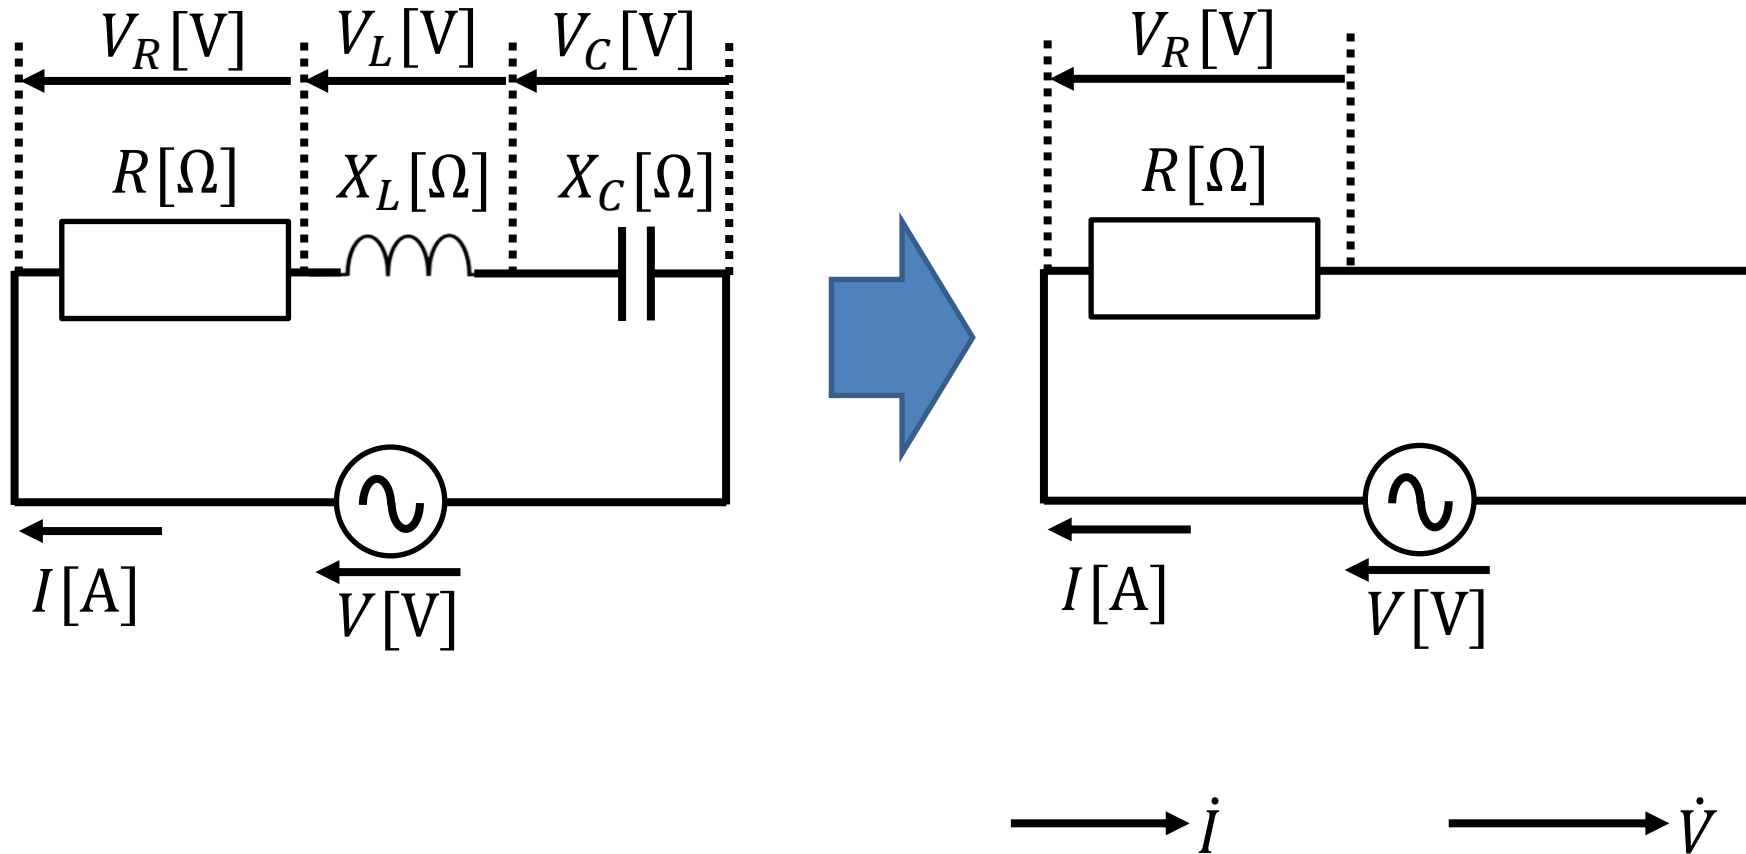 V_R [V] V_L [V] V_C [V]
R [Ω] X_L [Ω] X_C [Ω]
I [A]
V [V]
V_R [V]
R [Ω]
I [A]
V [V]
İ
V̇